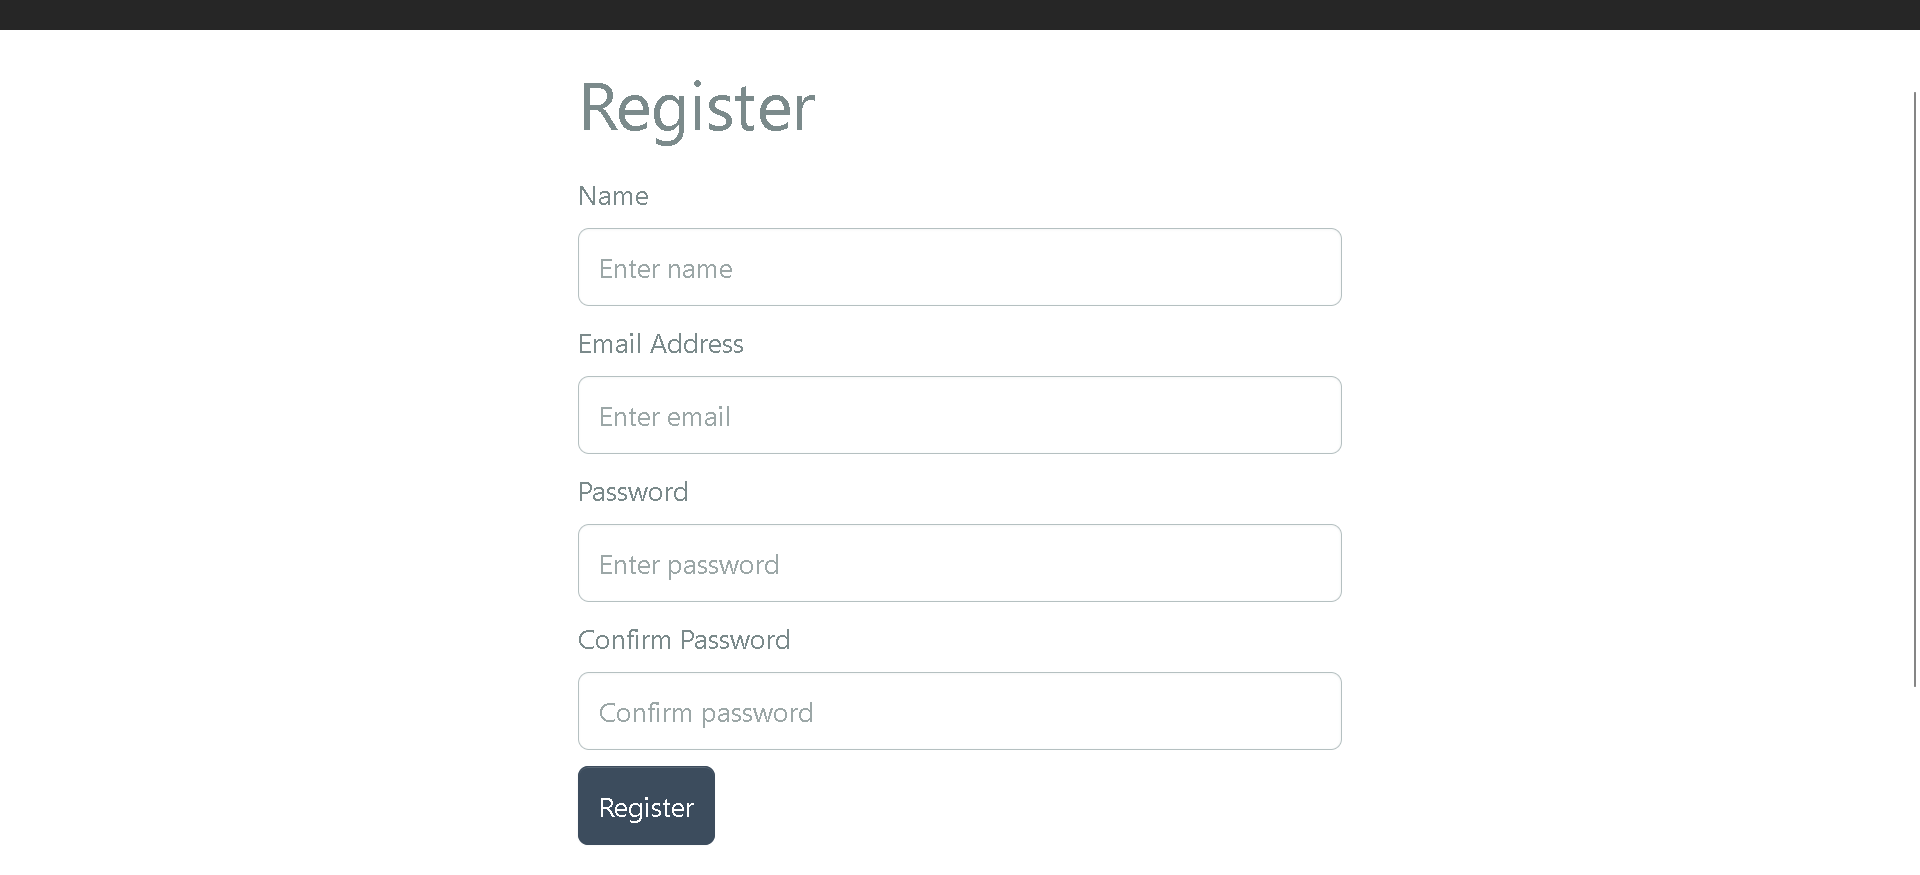 Register
Name
Enter name
Email Address
Enter email
Password
Enter password
Confirm Password
Confirm password
Register